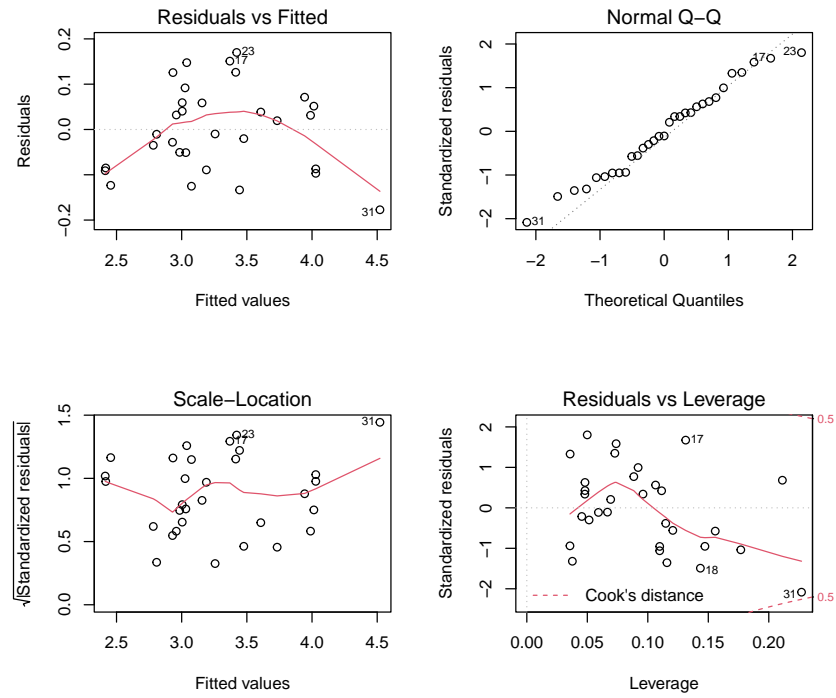 Residuals vs Fitted
Residuals
0.2
0.1
0.0
−0.2
2.5 3.0 3.5 4.0 4.5
Fitted values
23
17
31
Normal Q−Q
Standardized residuals
2
1
0
−1
−2
−2 −1 0 1 2
Theoretical Quantiles
17
23
31
Scale−Location
√|Standardized residuals|
1.5
1.0
0.5
0.0
2.5 3.0 3.5 4.0 4.5
Fitted values
31
23
17
Residuals vs Leverage
Standardized residuals
2
1
0
−1
−2
0.00 0.05 0.10 0.15 0.20
Leverage
17
18
31
Cook's distance
0.5
0.5